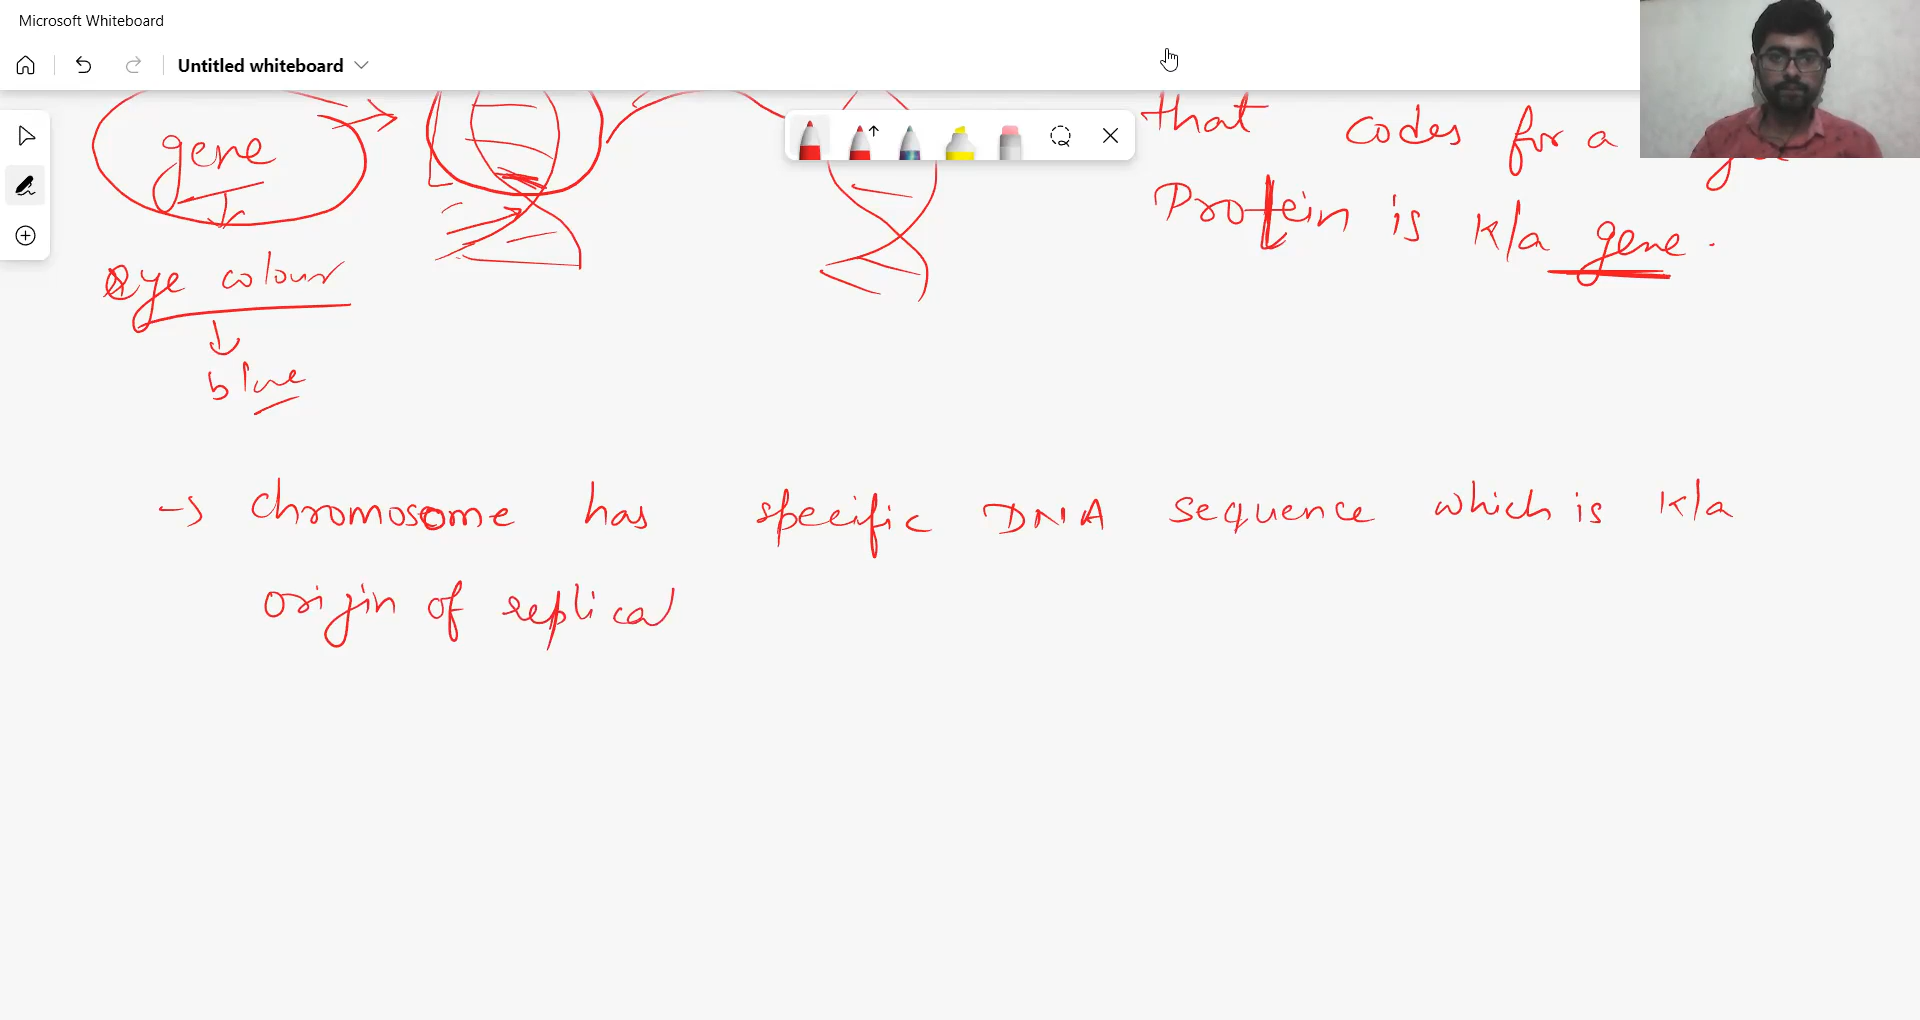 Microsoft Whiteboard
Untitled whiteboard
gene
eye colour
blue
that codes for a
Protein is k/a gene.
→ chromosome has specific DNA sequence which is k/a
origin of replica